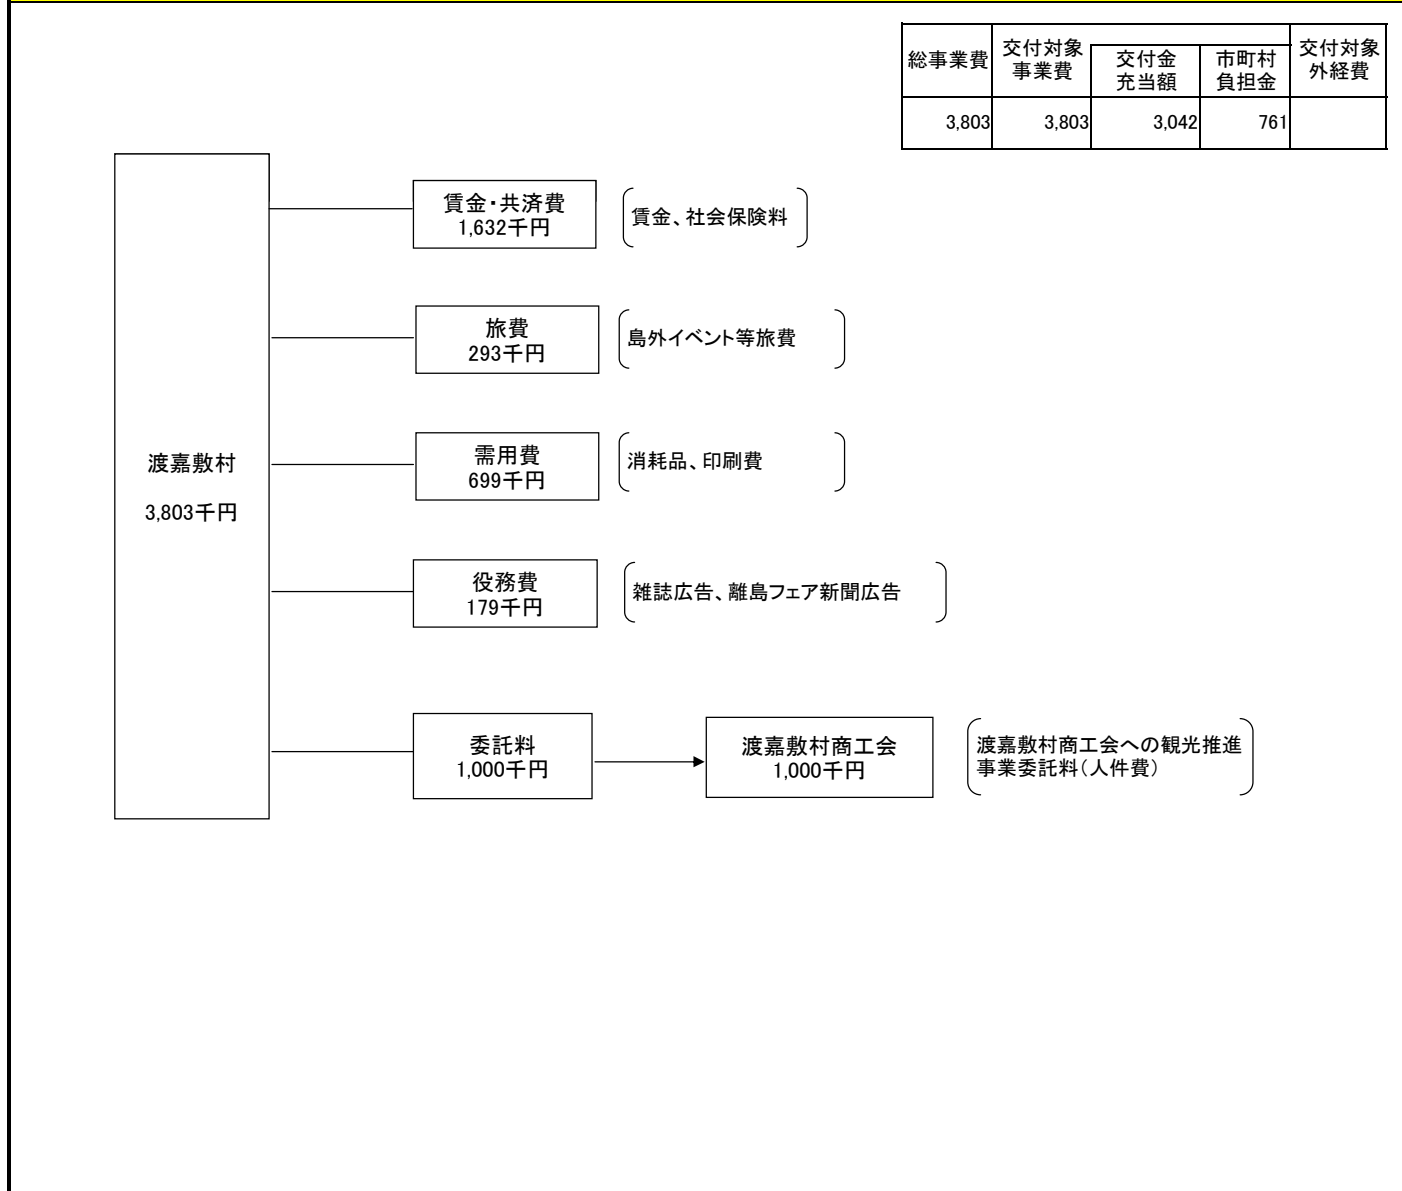 総事業費
交付対象
事業費
交付金
充当額
市町村
負担金
交付対象
外経費
3,803
3,803
3,042
761
渡嘉敷村
3,803千円
賃金・共済費
1,632千円
賃金、社会保険料
旅費
293千円
島外イベント等旅費
需用費
699千円
消耗品、印刷費
役務費
179千円
雑誌広告、離島フェア新聞広告
委託料
1,000千円
渡嘉敷村商工会
1,000千円
渡嘉敷村商工会への観光推進
事業委託料(人件費)